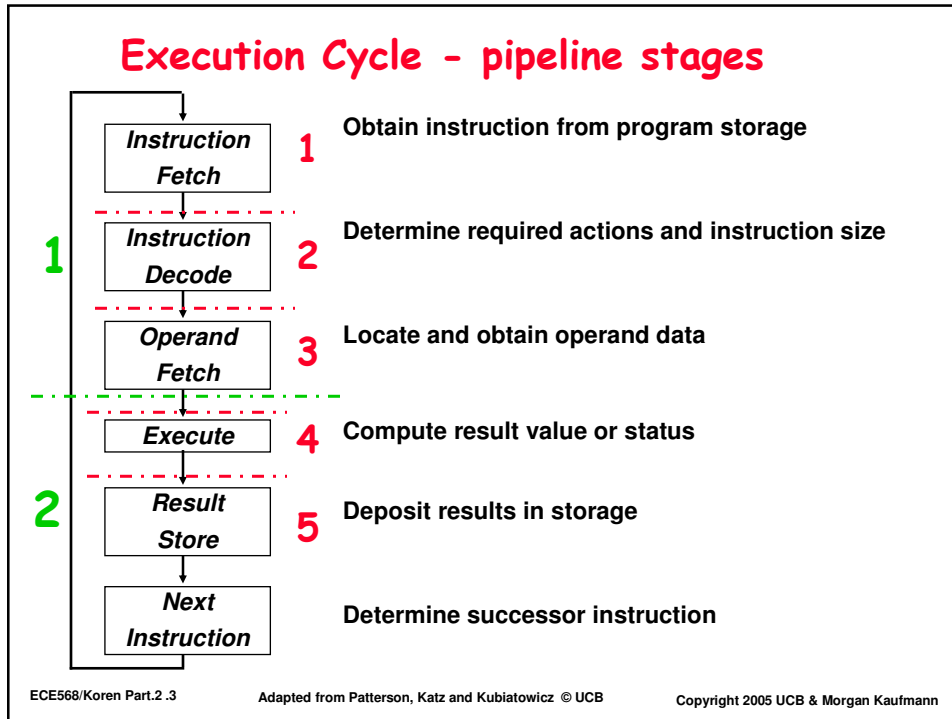 Execution Cycle - pipeline stages
Instruction
Fetch
1
Obtain instruction from program storage
1
Instruction
Decode
2
Determine required actions and instruction size
Operand
Fetch
3
Locate and obtain operand data
Execute
4
Compute result value or status
2
Result
Store
5
Deposit results in storage
Next
Instruction
Determine successor instruction
ECE568/Koren Part.2 .3
Adapted from Patterson, Katz and Kubiatowicz © UCB
Copyright 2005 UCB & Morgan Kaufmann